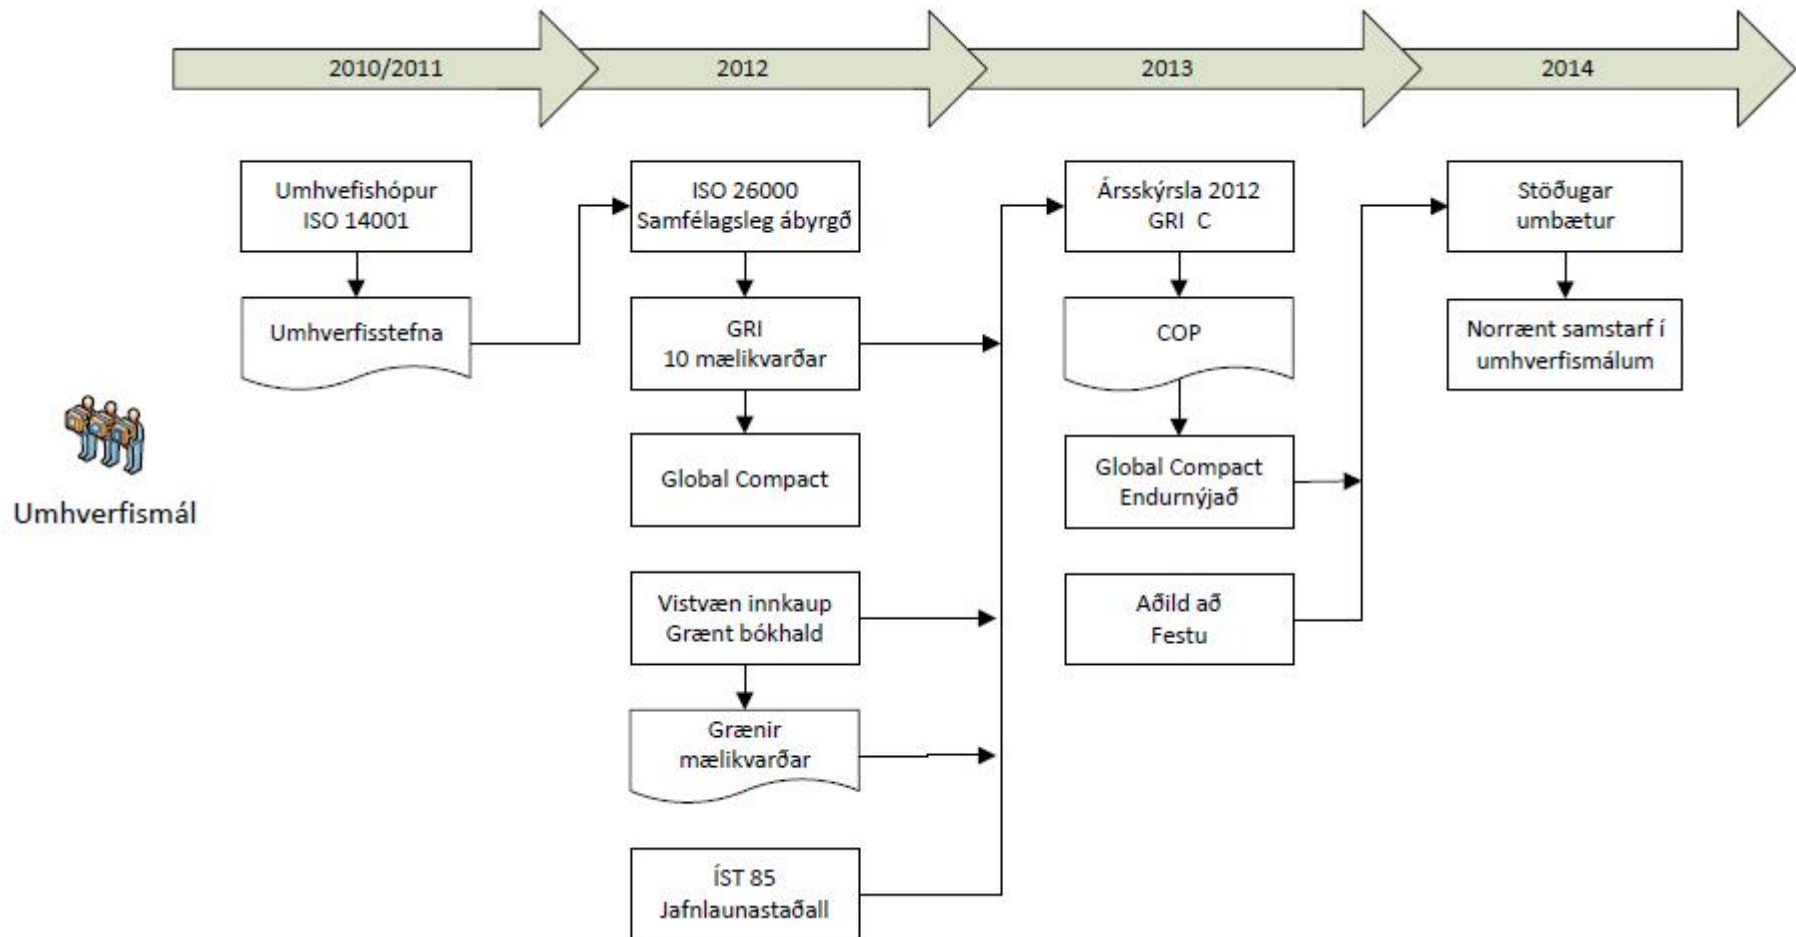 2010/2011
2012
2013
2014
Umhvefishópur
ISO 14001
Umhverfisstefna
ISO 26000
Samfélagsleg ábyrgð
GRI
10 mælikvarðar
Global Compact
Vistvæn innkaup
Grænt bókhald
Grænir
mælikvarðar
ÍST 85
Jafnlaunastaðall
Ársskýrsla 2012
GRI C
COP
Global Compact
Endurnýjað
Aðild að
Festu
Stöðugar
umbætur
Norrænt samstarf í
umhverfismálum
Umhverfismál